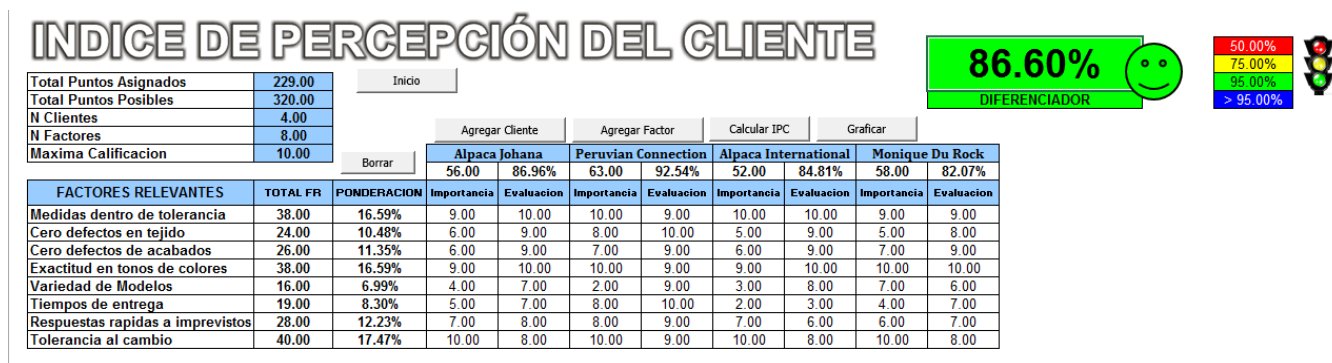 INDICE DE PERCEPCIÓN DEL CLIENTE
86.60%
DIFERENCIADOR
50.00%
75.00%
95.00%
> 95.00%
Total Puntos Asignados 229.00
Total Puntos Posibles 320.00
N Clientes 4.00
N Factores 8.00
Maxima Calificacion 10.00
Inicio
Borrar
Agregar Cliente Agregar Factor Calcular IPC Graficar
Alpaca Johana Peruvian Connection Alpaca International Monique Du Rock
56.00 86.96% 63.00 92.54% 52.00 84.81% 58.00 82.07%
FACTORES RELEVANTES TOTAL FR PONDERACION Importancia Evaluacion Importancia Evaluacion Importancia Evaluacion Importancia Evaluacion
Medidas dentro de tolerancia 38.00 16.59% 9.00 10.00 10.00 9.00 10.00 10.00 9.00 9.00
Cero defectos en tejido 24.00 10.48% 6.00 9.00 8.00 10.00 5.00 9.00 5.00 8.00
Cero defectos de acabados 26.00 11.35% 6.00 9.00 7.00 9.00 6.00 9.00 7.00 9.00
Exactitud en tonos de colores 38.00 16.59% 9.00 10.00 10.00 9.00 9.00 10.00 10.00 10.00
Variedad de Modelos 16.00 6.99% 4.00 7.00 2.00 9.00 3.00 8.00 7.00 6.00
Tiempos de entrega 19.00 8.30% 5.00 7.00 8.00 10.00 2.00 3.00 4.00 7.00
Respuestas rapidas a imprevistos 28.00 12.23% 7.00 8.00 8.00 9.00 7.00 6.00 6.00 7.00
Tolerancia al cambio 40.00 17.47% 10.00 8.00 10.00 9.00 10.00 8.00 10.00 8.00